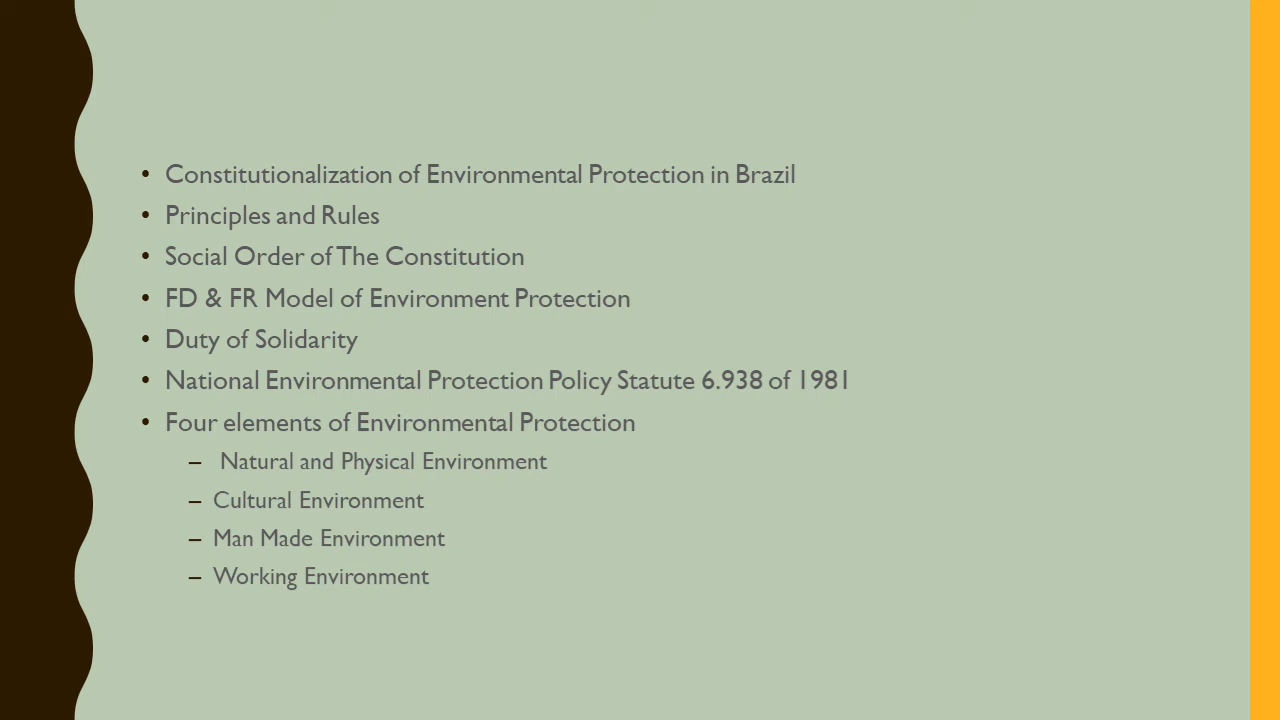 • Constitutionalization of Environmental Protection in Brazil
• Principles and Rules
• Social Order of The Constitution
• FD & FR Model of Environment Protection
• Duty of Solidarity
• National Environmental Protection Policy Statute 6.938 of 1981
• Four elements of Environmental Protection
– Natural and Physical Environment
– Cultural Environment
– Man Made Environment
– Working Environment